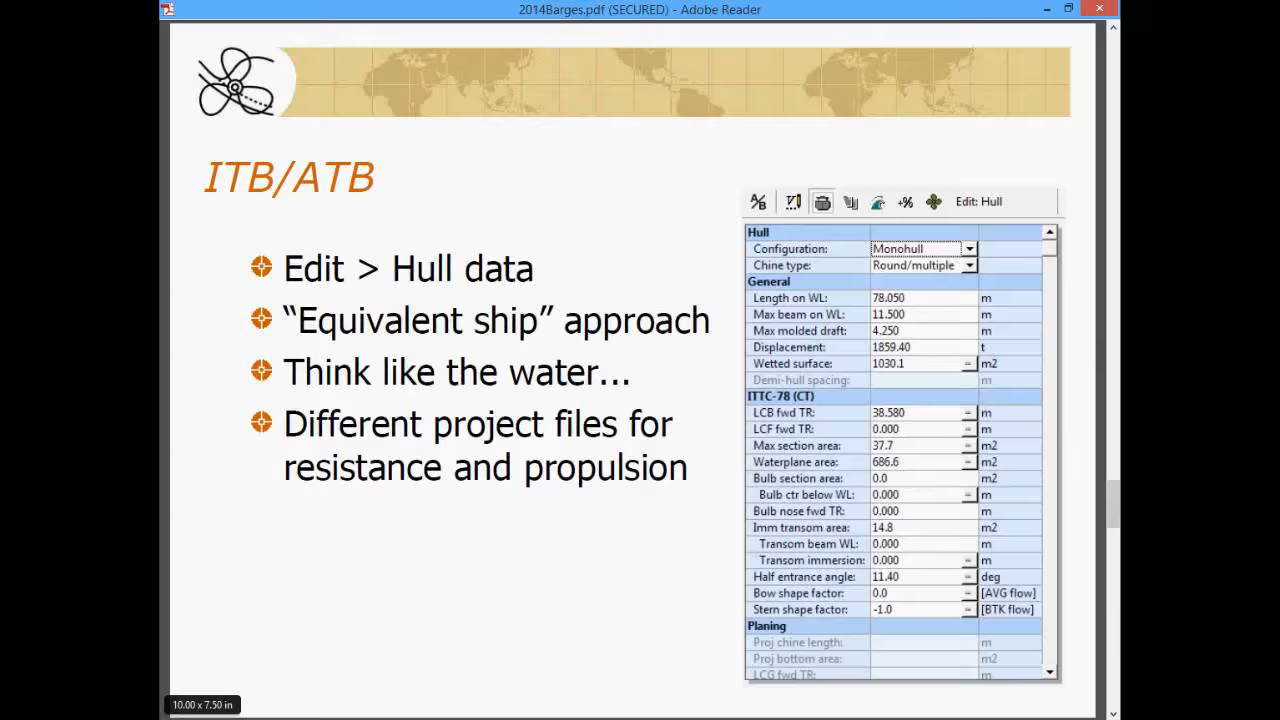 2014Barges.pdf (SECURED) - Adobe Reader
ITB/ATB
Edit > Hull data
“Equivalent ship” approach
Think like the water...
Different project files for
resistance and propulsion
A/B +% Edit: Hull
Hull
Configuration: Monohull
Chine type: Round/multiple
General
Length on WL: 78.050 m
Max beam on WL: 11.500 m
Max molded draft: 4.250 m
Displacement: 1859.40 t
Wetted surface: 1030.1 = m2
Demi-hull spacing: m
ITTC-78 (CT)
LCB fwd TR: 38.580 = m
LCF fwd TR: 0.000 = m
Max section area: 37.7 = m2
Waterplane area: 686.6 = m2
Bulb section area: 0.0 m2
Bulb ctr below WL: 0.000 = m
Bulb nose fwd TR: 0.000 m
Imm transom area: 14.8 m2
Transom beam WL: 0.000 m
Transom immersion: 0.000 = m
Half entrance angle: 11.40 = deg
Bow shape factor: 0.0 = [AVG flow]
Stern shape factor: -1.0 = [BTK flow]
Planing
Proj chine length: m
Proj bottom area: m2
LCG fwd TR: m
10.00 x 7.50 in